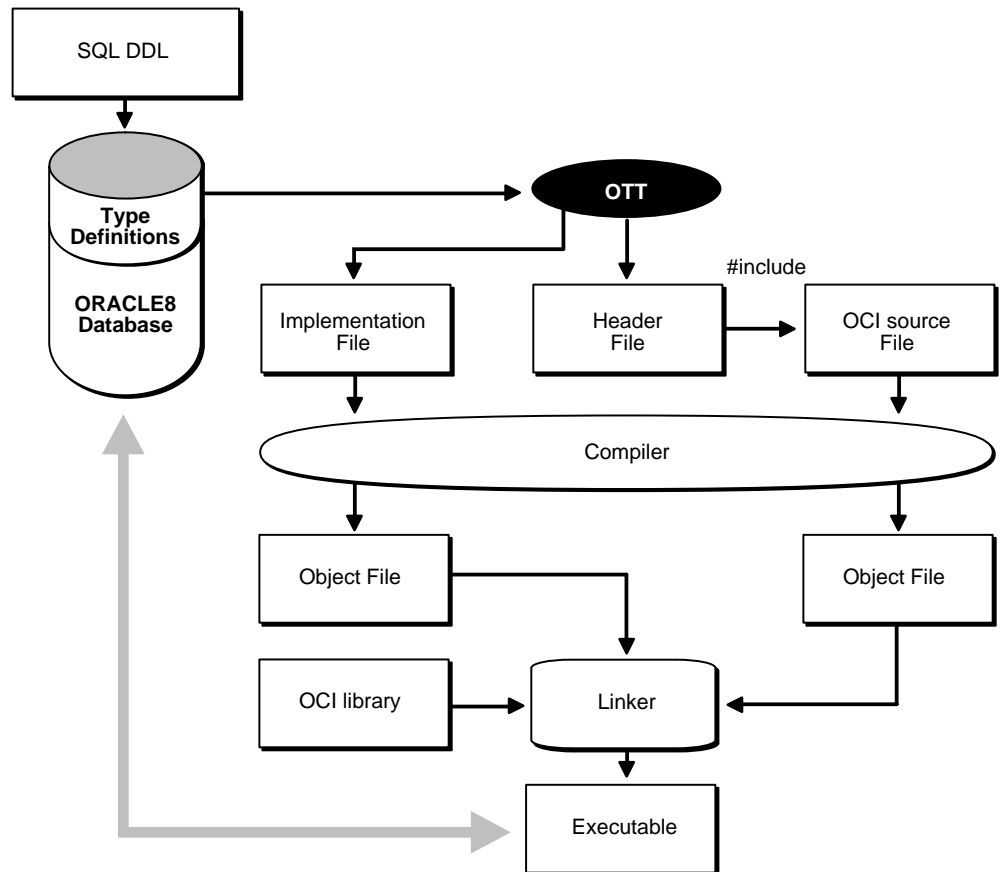 SQL DDL
Type
Definitions
ORACLE8
Database
OTT
#include
Implementation
File
Header
File
OCI source
File
Compiler
Object File
Object File
OCI library
Linker
Executable